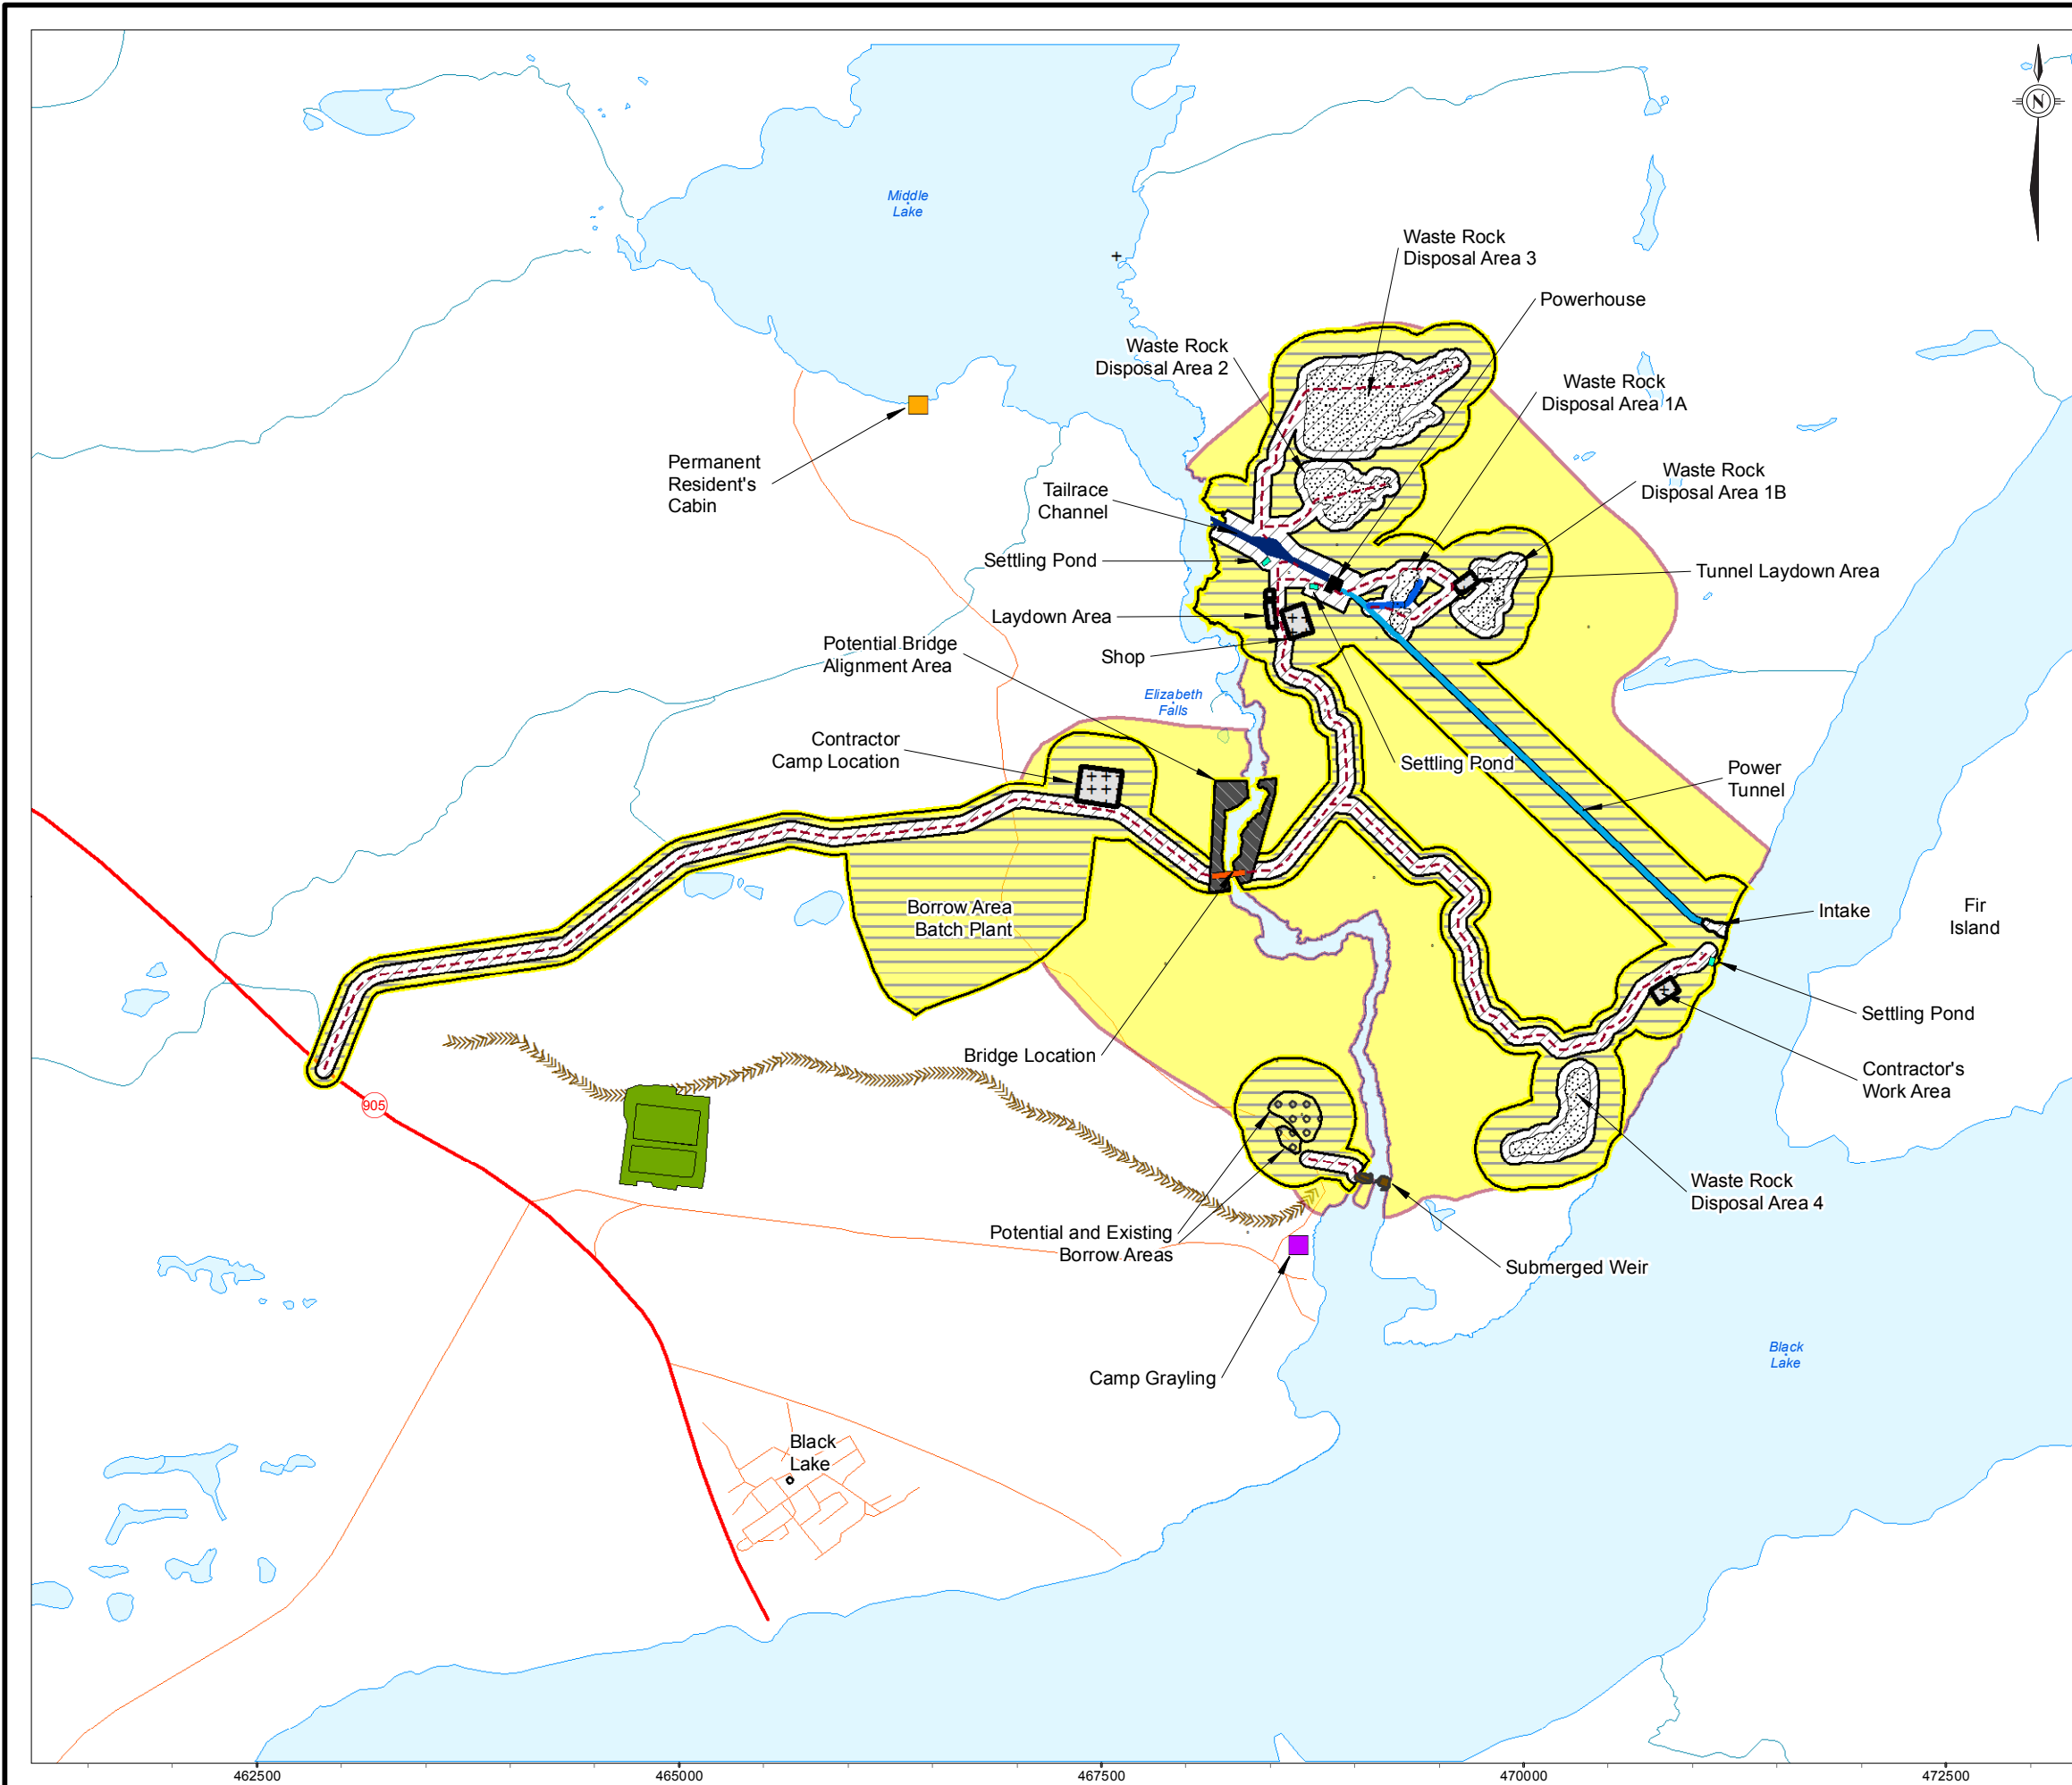 N
Middle
Lake
Waste Rock
Disposal Area 3
Powerhouse
Waste Rock
Disposal Area 2
Waste Rock
Disposal Area 1A
Permanent
Resident's
Cabin
Waste Rock
Disposal Area 1B
Tailrace
Channel
Settling Pond
Tunnel Laydown Area
Laydown Area
Potential Bridge
Alignment Area
Shop
Elizabeth
Falls
Contractor
Camp Location
Settling Pond
Power
Tunnel
Borrow Area
Batch Plant
Intake
Fir
Island
Settling Pond
Bridge Location
Contractor's
Work Area
905
Waste Rock
Disposal Area 4
Potential and Existing
Borrow Areas
Submerged Weir
Black
Lake
Camp Grayling
Black
Lake
462500
465000
467500
470000
472500